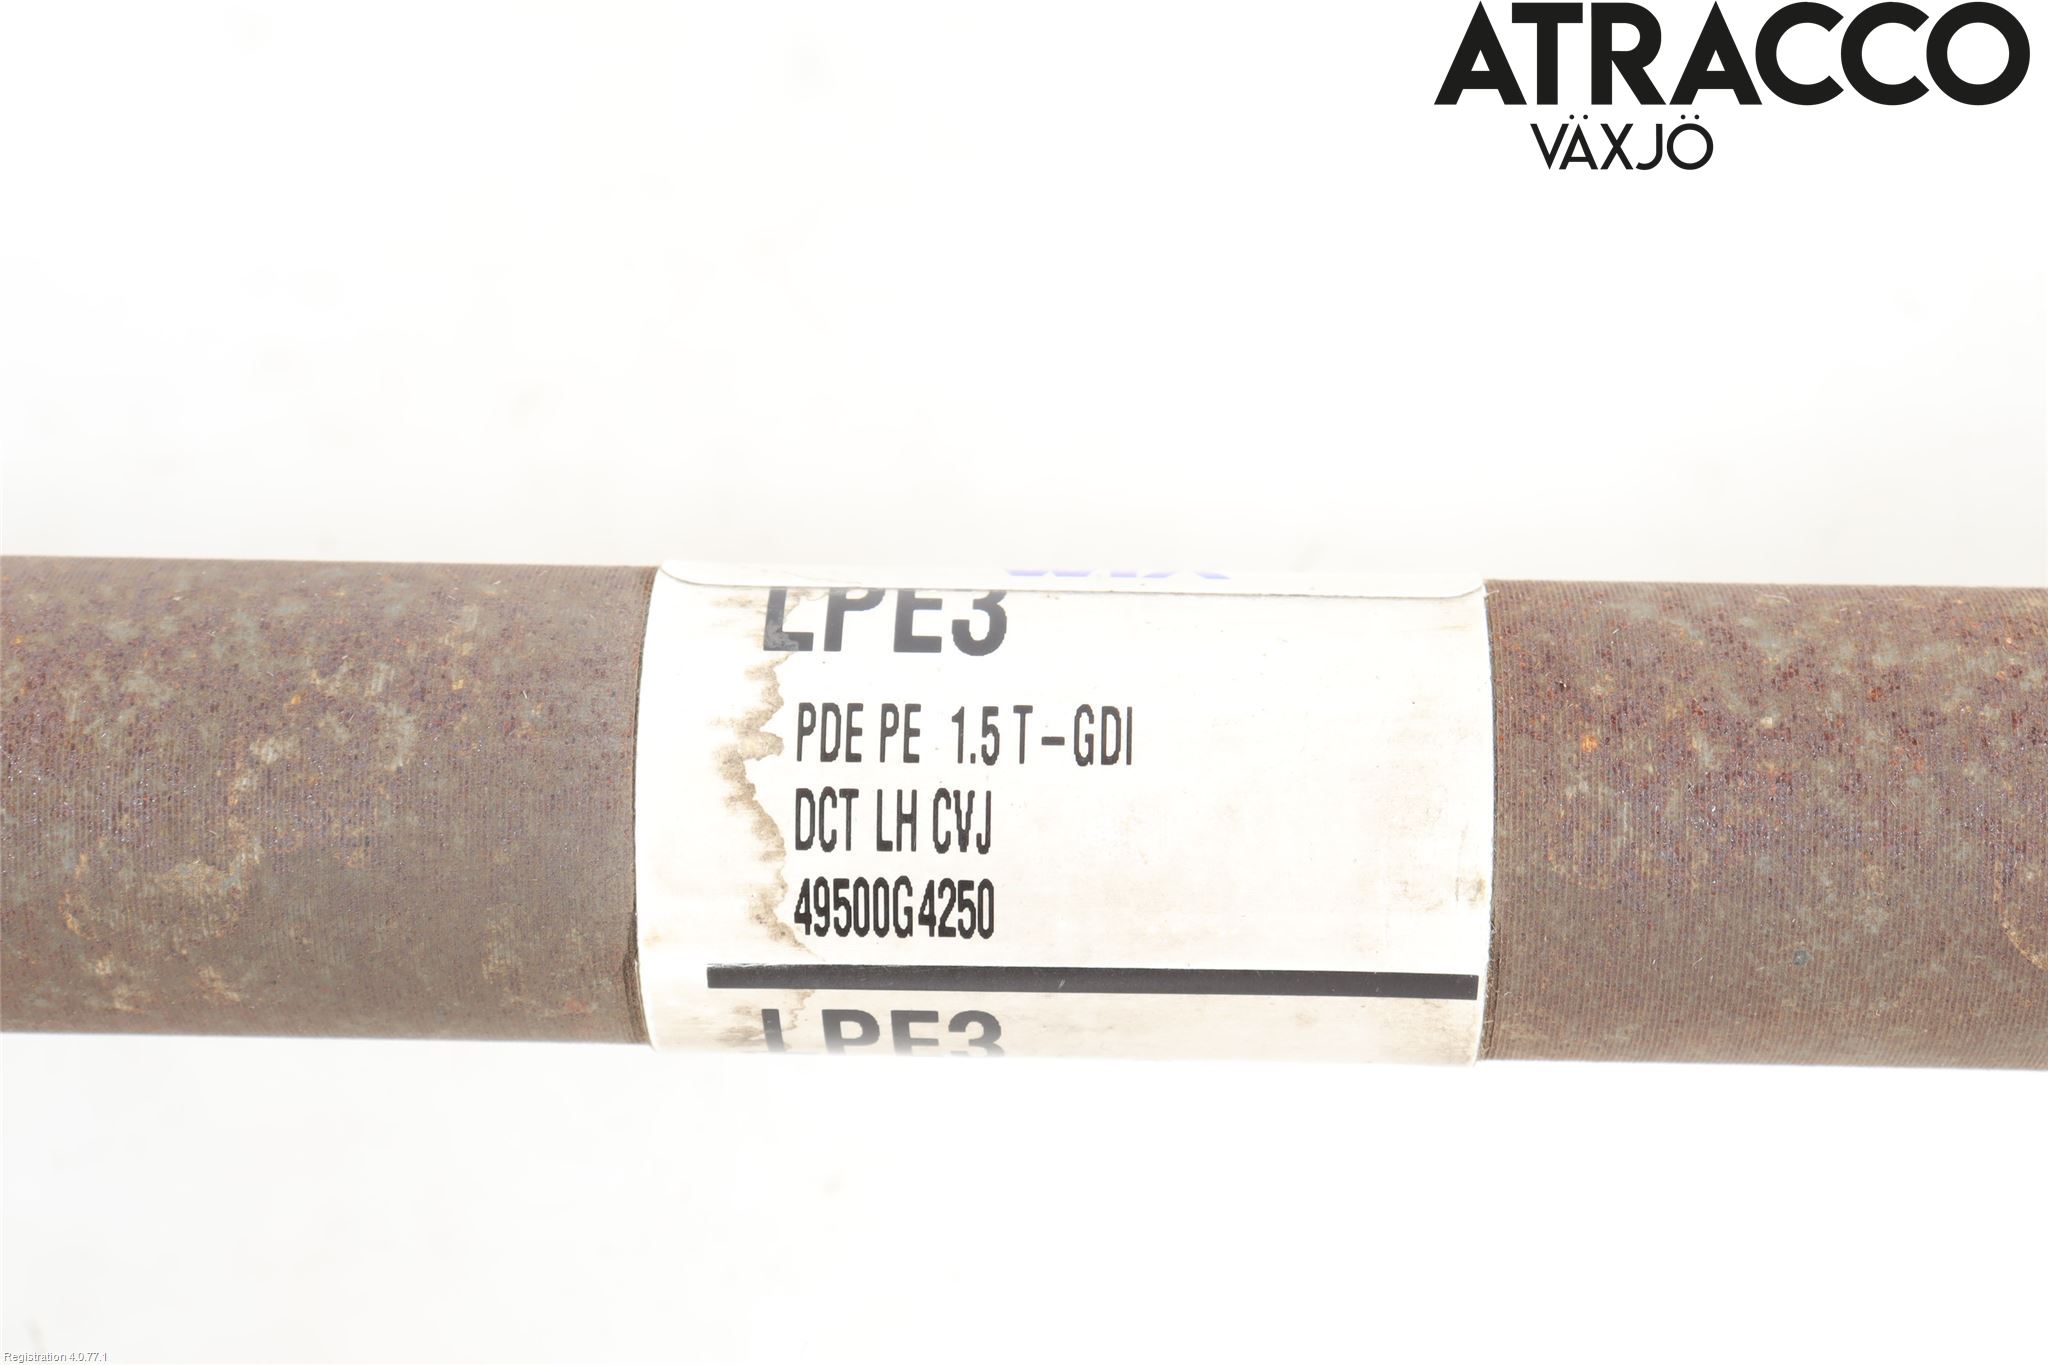 ATRACCO
VÄXJÖ
LPE3
PDE PE 1.5 T-GDI
DCT LH CVJ
49500G4250
LPE3
Registration 4.0.77.1